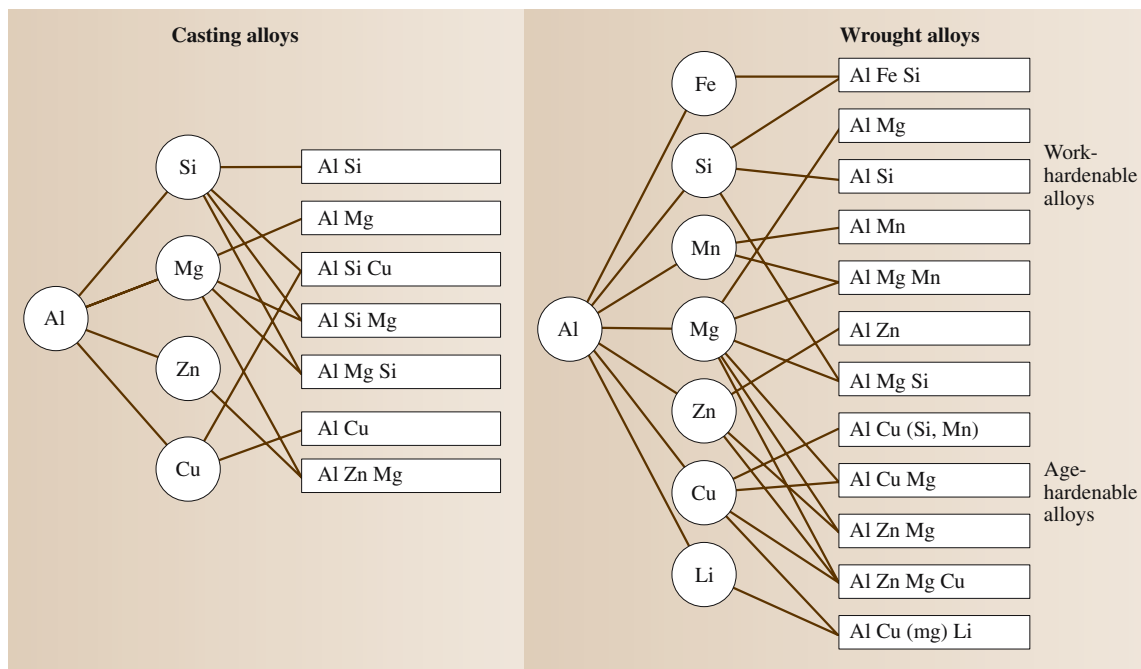 Casting alloys
Al
Si
Mg
Zn
Cu
Al Si
Al Mg
Al Si Cu
Al Si Mg
Al Mg Si
Al Cu
Al Zn Mg
Wrought alloys
Al
Fe
Si
Mn
Mg
Zn
Cu
Li
Al Fe Si
Al Mg
Al Si
Al Mn
Al Mg Mn
Al Zn
Al Mg Si
Al Cu (Si, Mn)
Al Cu Mg
Al Zn Mg
Al Zn Mg Cu
Al Cu (mg) Li
Work-
hardenable
alloys
Age-
hardenable
alloys